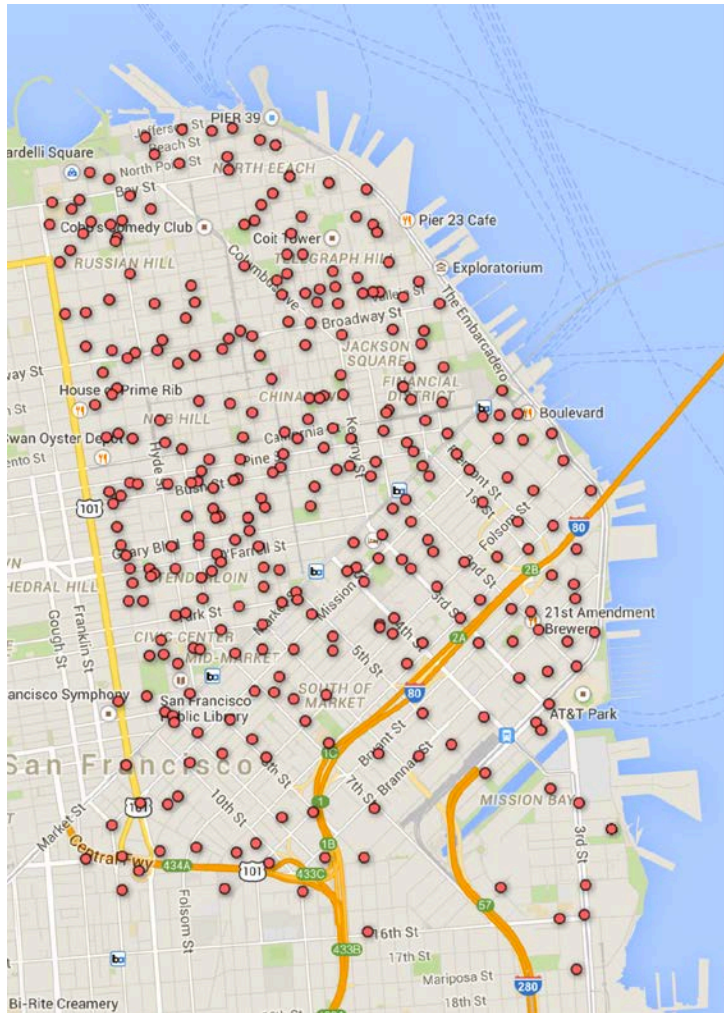 PIER 39
Jefferson St
Beach St
ardelli Square
North Point St
NORTH BEACH
Bay St
Pier 23 Cafe
Cobb's Comedy Club
Coit Tower
TELEGRAPH HILL
RUSSIAN HILL
Columbus Ave
Exploratorium
Vallejo St
The Embarcadero
Broadway St
JACKSON
SQUARE
way St
House of Prime Rib
CHINATOWN
FINANCIAL
DISTRICT
Boulevard
NOB HILL
Swan Oyster Depot
California
Kearny St
ento St
Hyde St
Pine St
Fremont St
Bush St
1st St
101
Folsom St
80
Geary Blvd
O'Farrell St
TENDERLOIN
2nd St
2B
HEDRAL HILL
Mission
3rd St
Gough St
Franklin St
Turk St
Market St
21st Amendment
Brewery
CIVIC CENTER
4th St
2A
MID-MARKET
5th St
80
ancisco Symphony
San Francisco
Public Library
SOUTH OF
MARKET
AT&T Park
Bryant St
Brannan St
1C
San Francisco
8th St
7th St
10th St
1
MISSION BAY
101
Market St
3rd St
1B
Central Fwy
434A
101
433C
Folsom St
57
16th St
433B
17th St
Mariposa St
280
18th St
Bi-Rite Creamery